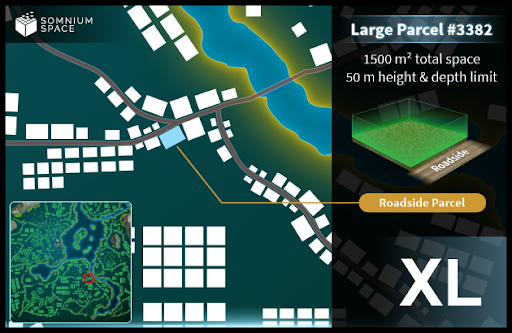 SOMNIUM
SPACE
Large Parcel #3382
1500 m² total space
50 m height & depth limit
Roadside
Roadside Parcel
XL